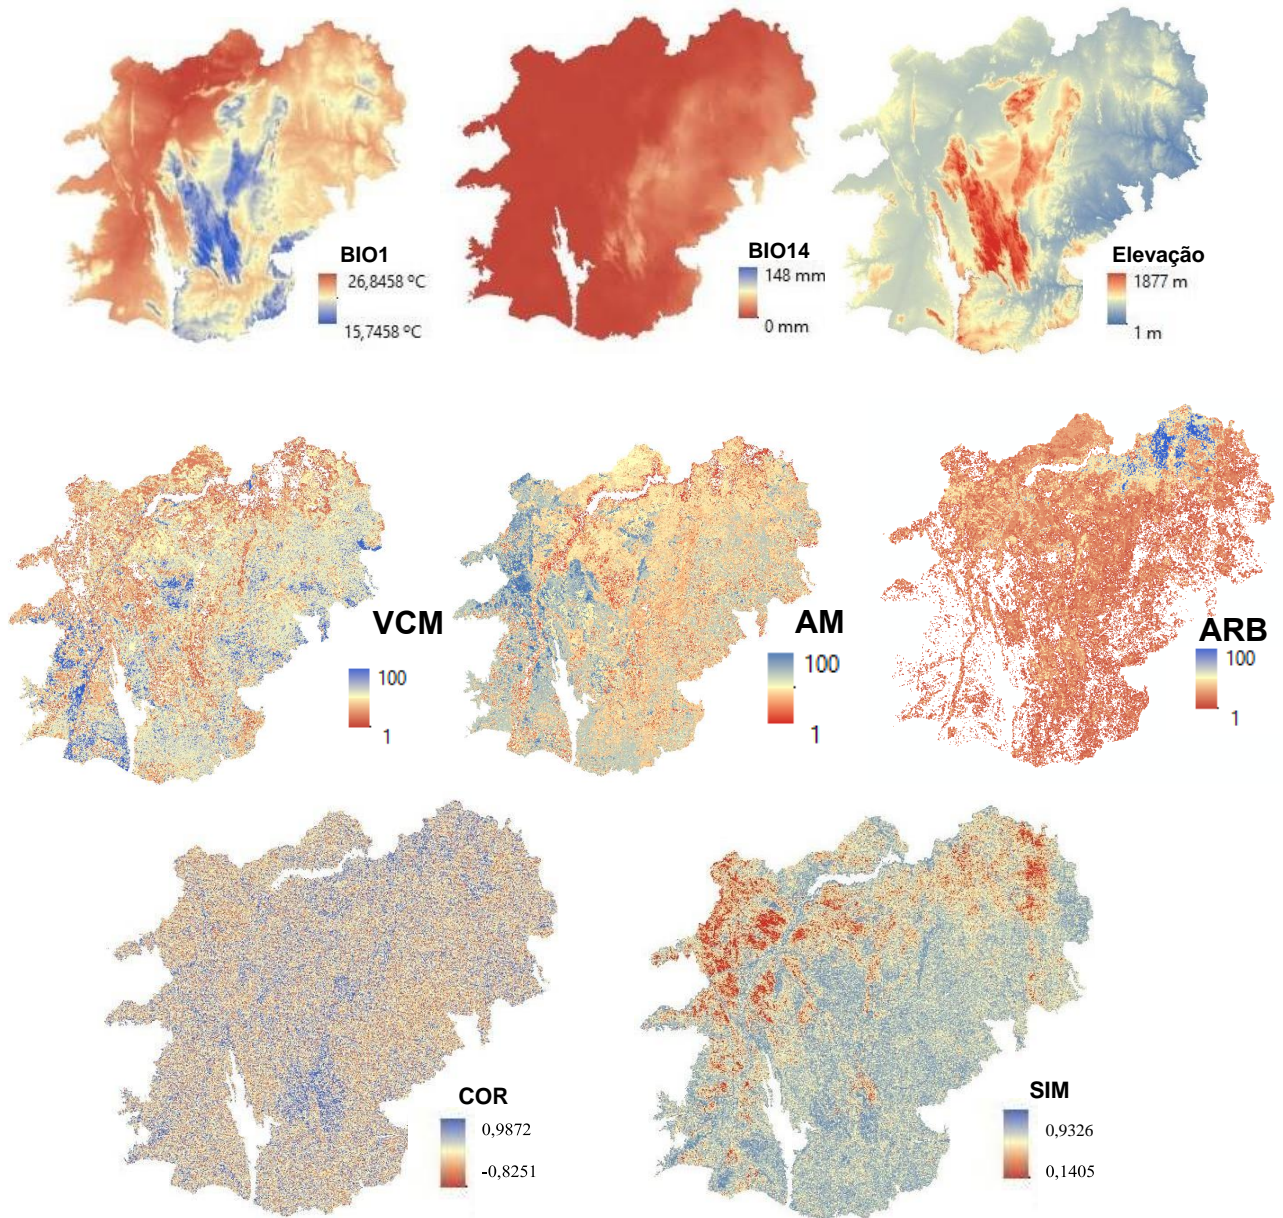 BIO1
26,8458 ºC
15,7458 ºC
BIO14
148 mm
0 mm
Elevação
1877 m
1 m
VCM
100
1
AM
100
1
ARB
100
1
COR
0,9872
-0,8251
SIM
0,9326
0,1405